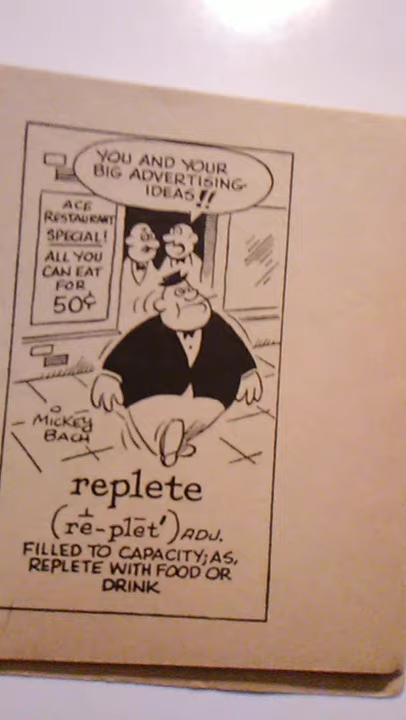 YOU AND YOUR
BIG ADVERTISING
IDEAS!!
ACE
RESTAURANT
SPECIAL!
ALL YOU
CAN EAT
FOR
50¢
MICKEY
BACH
replete
(rē-plēt′) ADJ.
FILLED TO CAPACITY; AS,
REPLETE WITH FOOD OR
DRINK